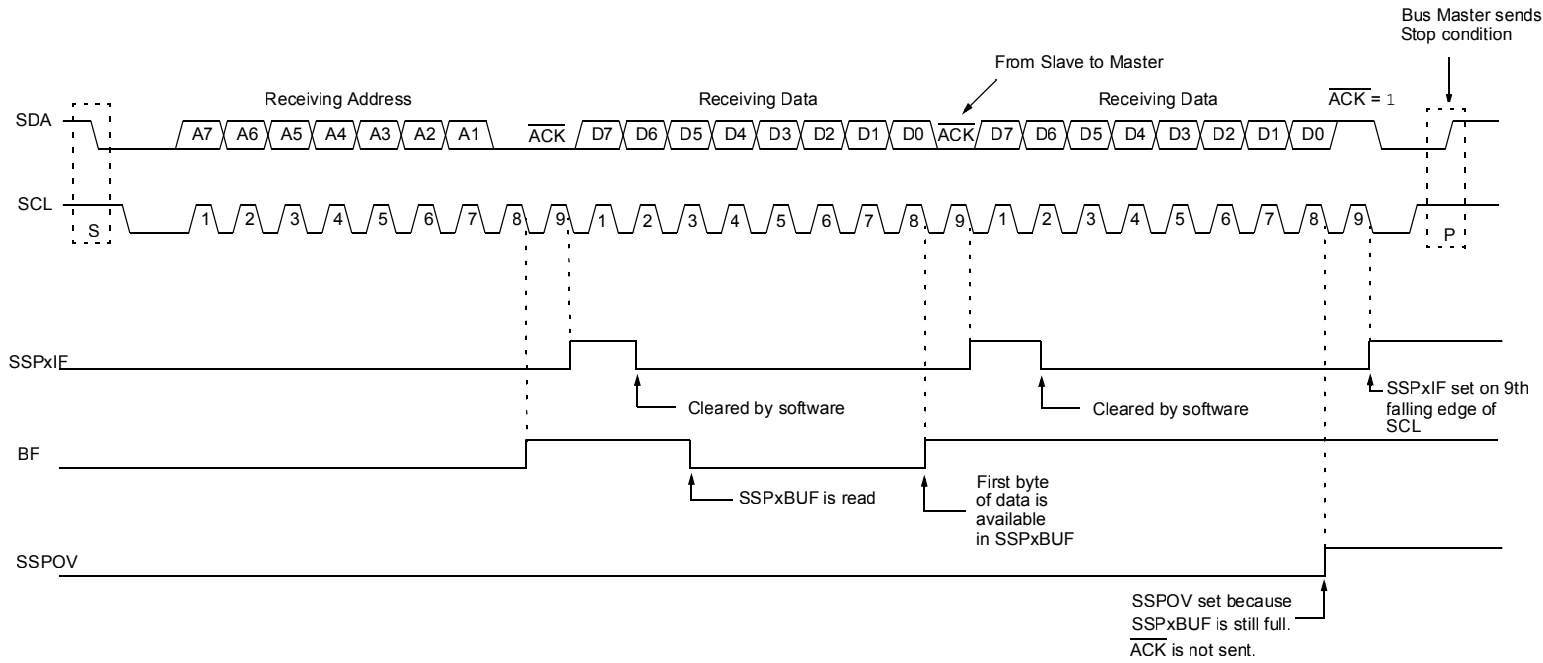 Bus Master sends
Stop condition
From Slave to Master
Receiving Address
Receiving Data
Receiving Data
ACK = 1
SDA
A7 A6 A5 A4 A3 A2 A1 ACK D7 D6 D5 D4 D3 D2 D1 D0 ACK D7 D6 D5 D4 D3 D2 D1 D0
SCL
S 1 2 3 4 5 6 7 8 9 1 2 3 4 5 6 7 8 9 1 2 3 4 5 6 7 8 9 P
SSPxIF
Cleared by software
Cleared by software
SSPxIF set on 9th
falling edge of
SCL
BF
SSPxBUF is read
First byte
of data is
available
in SSPxBUF
SSPOV
SSPOV set because
SSPxBUF is still full.
ACK is not sent.